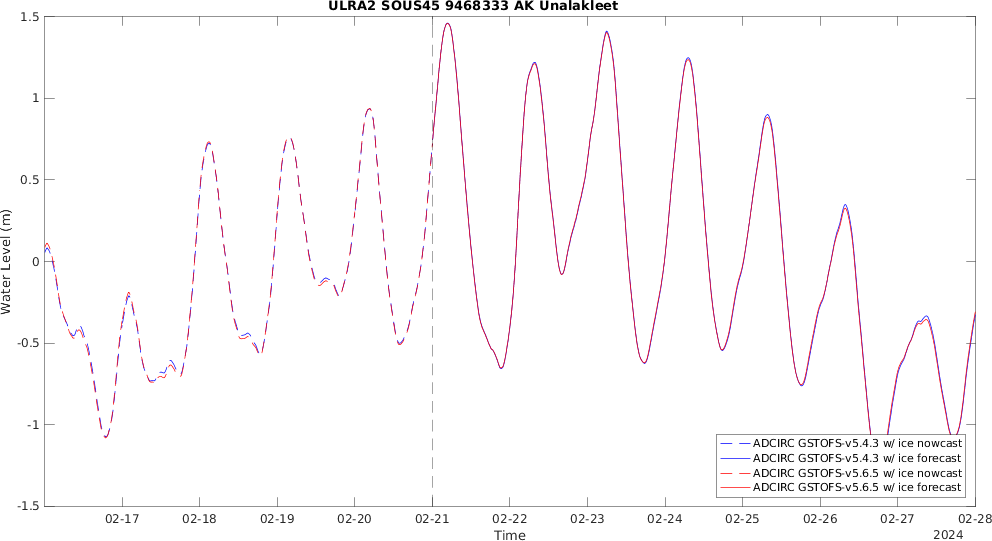 ULRA2 SOUS45 9468333 AK Unalakleet
1.5
1
0.5
0
-0.5
-1
-1.5
Water Level (m)
ADCIRC GSTOFS-v5.4.3 w/ ice nowcast
ADCIRC GSTOFS-v5.4.3 w/ ice forecast
ADCIRC GSTOFS-v5.6.5 w/ ice nowcast
ADCIRC GSTOFS-v5.6.5 w/ ice forecast
02-17 02-18 02-19 02-20 02-21 02-22 02-23 02-24 02-25 02-26 02-27 02-28
Time
2024